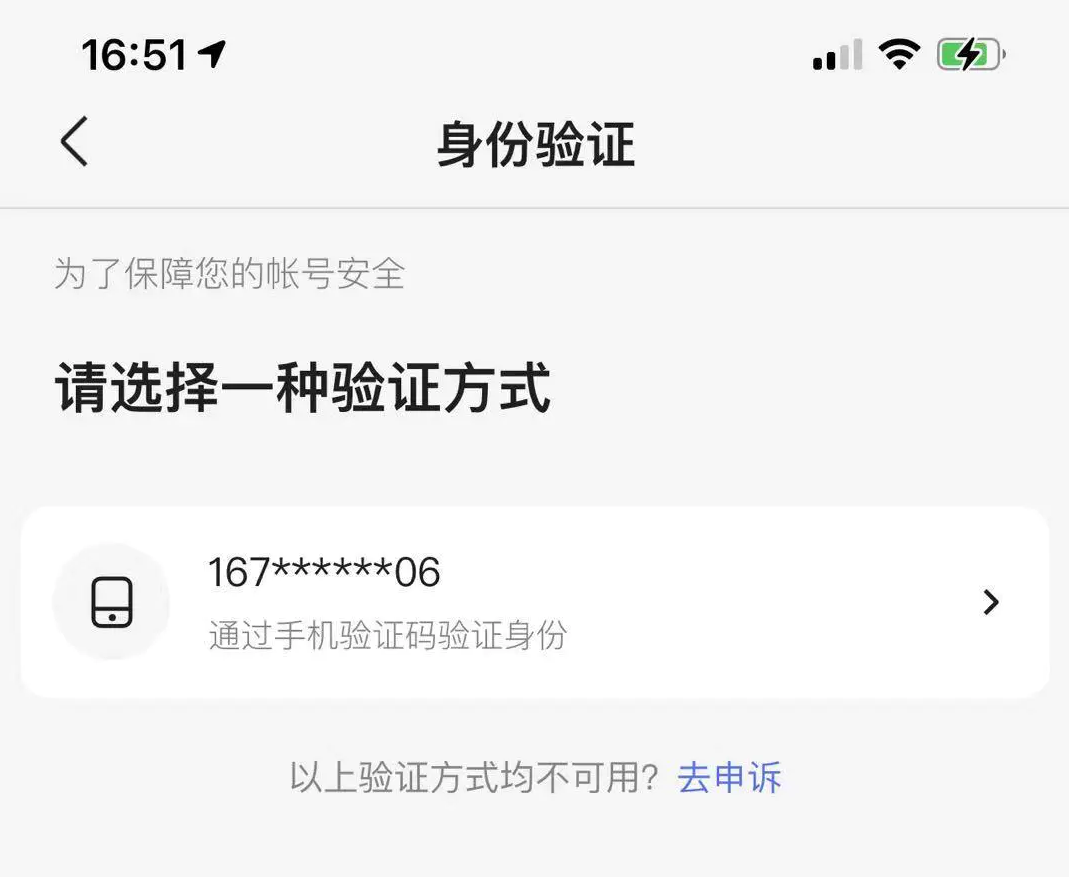 16:51
身份验证
为了保障您的帐号安全
请选择一种验证方式
167******06
通过手机验证码验证身份
以上验证方式均不可用？去申诉